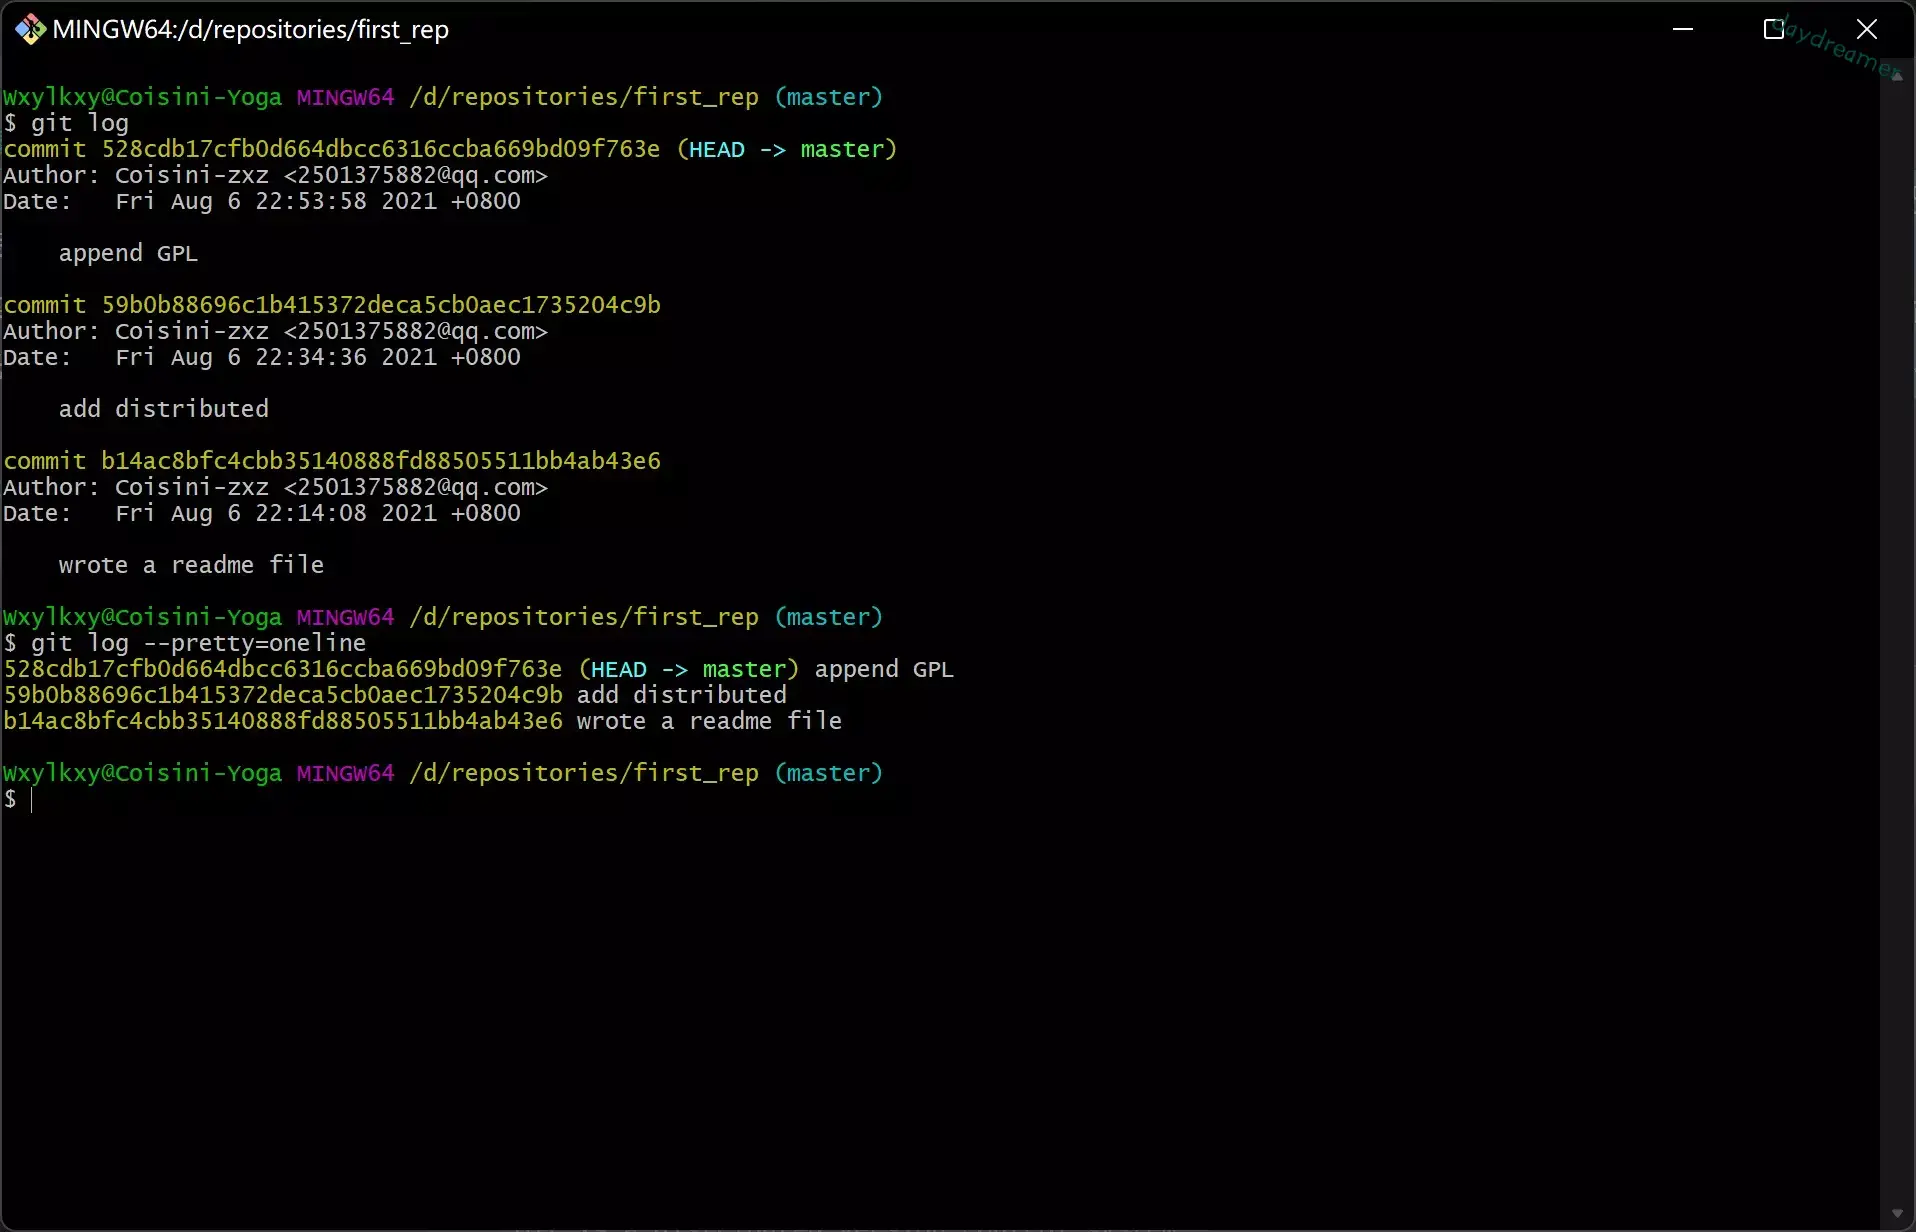 MINGW64:/d/repositories/first_rep
daydreamer
Wxylkxy@Coisini-Yoga MINGW64 /d/repositories/first_rep (master)
$ git log
commit 528cdb17cfb0d664dbcc6316ccba669bd09f763e (HEAD -> master)
Author: Coisini-zxz <2501375882@qq.com>
Date:   Fri Aug 6 22:53:58 2021 +0800
append GPL
commit 59b0b88696c1b415372deca5cb0aec1735204c9b
Author: Coisini-zxz <2501375882@qq.com>
Date:   Fri Aug 6 22:34:36 2021 +0800
add distributed
commit b14ac8bfc4cbb35140888fd88505511bb4ab43e6
Author: Coisini-zxz <2501375882@qq.com>
Date:   Fri Aug 6 22:14:08 2021 +0800
wrote a readme file
Wxylkxy@Coisini-Yoga MINGW64 /d/repositories/first_rep (master)
$ git log --pretty=oneline
528cdb17cfb0d664dbcc6316ccba669bd09f763e (HEAD -> master) append GPL
59b0b88696c1b415372deca5cb0aec1735204c9b add distributed
b14ac8bfc4cbb35140888fd88505511bb4ab43e6 wrote a readme file
Wxylkxy@Coisini-Yoga MINGW64 /d/repositories/first_rep (master)
$